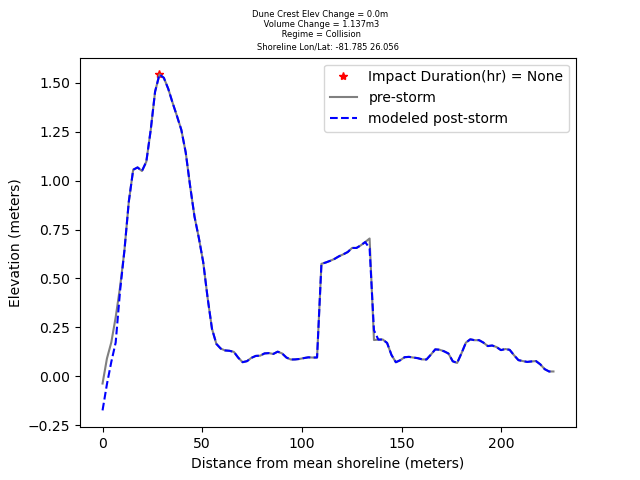 Dune Crest Elev Change = 0.0m
Volume Change = 1.137m3
Regime = Collision
Shoreline Lon/Lat: -81.785 26.056
Impact Duration(hr) = None
pre-storm
modeled post-storm
1.50
1.25
1.00
0.75
0.50
0.25
0.00
−0.25
Elevation (meters)
0 50 100 150 200
Distance from mean shoreline (meters)